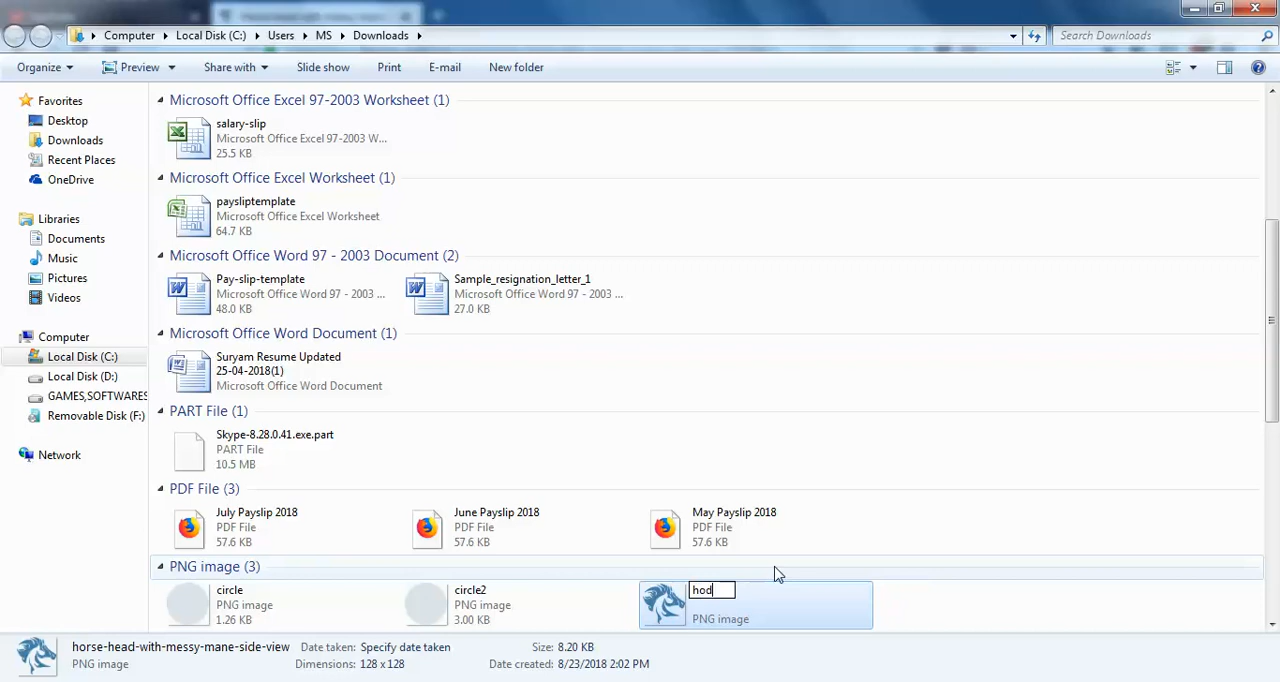 Computer Local Disk (C:) Users MS Downloads
Search Downloads
Organize Preview Share with Slide show Print E-mail New folder
Favorites
Desktop
Downloads
Recent Places
OneDrive
Libraries
Documents
Music
Pictures
Videos
Computer
Local Disk (C:)
Local Disk (D:)
GAMES,SOFTWARES
Removable Disk (F:)
Network
Microsoft Office Excel 97-2003 Worksheet (1)
salary-slip
Microsoft Office Excel 97-2003 W...
25.5 KB
Microsoft Office Excel Worksheet (1)
paysliptemplate
Microsoft Office Excel Worksheet
64.7 KB
Microsoft Office Word 97 - 2003 Document (2)
Pay-slip-template
Microsoft Office Word 97 - 2003 ...
48.0 KB
Sample_resignation_letter_1
Microsoft Office Word 97 - 2003 ...
27.0 KB
Microsoft Office Word Document (1)
Suryam Resume Updated
25-04-2018(1)
Microsoft Office Word Document
PART File (1)
Skype-8.28.0.41.exe.part
PART File
10.5 MB
PDF File (3)
July Payslip 2018
PDF File
57.6 KB
June Payslip 2018
PDF File
57.6 KB
May Payslip 2018
PDF File
57.6 KB
PNG image (3)
circle
PNG image
1.26 KB
circle2
PNG image
3.00 KB
hod
PNG image
horse-head-with-messy-mane-side-view Date taken: Specify date taken Size: 8.20 KB
PNG image Dimensions: 128 x 128 Date created: 8/23/2018 2:02 PM